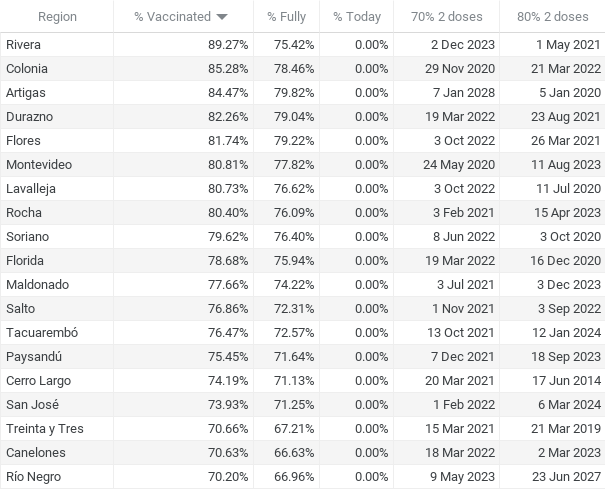 Region % Vaccinated % Fully % Today 70% 2 doses 80% 2 doses
Rivera 89.27% 75.42% 0.00% 2 Dec 2023 1 May 2021
Colonia 85.28% 78.46% 0.00% 29 Nov 2020 21 Mar 2022
Artigas 84.47% 79.82% 0.00% 7 Jan 2028 5 Jan 2020
Durazno 82.26% 79.04% 0.00% 19 Mar 2022 23 Aug 2021
Flores 81.74% 79.22% 0.00% 3 Oct 2022 26 Mar 2021
Montevideo 80.81% 77.82% 0.00% 24 May 2020 11 Aug 2023
Lavalleja 80.73% 76.62% 0.00% 3 Oct 2022 11 Jul 2020
Rocha 80.40% 76.09% 0.00% 3 Feb 2021 15 Apr 2023
Soriano 79.62% 76.40% 0.00% 8 Jun 2022 3 Oct 2020
Florida 78.68% 75.94% 0.00% 19 Mar 2022 16 Dec 2020
Maldonado 77.66% 74.22% 0.00% 3 Jul 2021 3 Dec 2023
Salto 76.86% 72.31% 0.00% 1 Nov 2021 3 Sep 2022
Tacuarembó 76.47% 72.57% 0.00% 13 Oct 2021 12 Jan 2024
Paysandú 75.45% 71.64% 0.00% 7 Dec 2021 18 Sep 2023
Cerro Largo 74.19% 71.13% 0.00% 20 Mar 2021 17 Jun 2014
San José 73.93% 71.25% 0.00% 1 Feb 2022 6 Mar 2024
Treinta y Tres 70.66% 67.21% 0.00% 15 Mar 2021 21 Mar 2019
Canelones 70.63% 66.63% 0.00% 18 Mar 2022 2 Mar 2023
Río Negro 70.20% 66.96% 0.00% 9 May 2023 23 Jun 2027